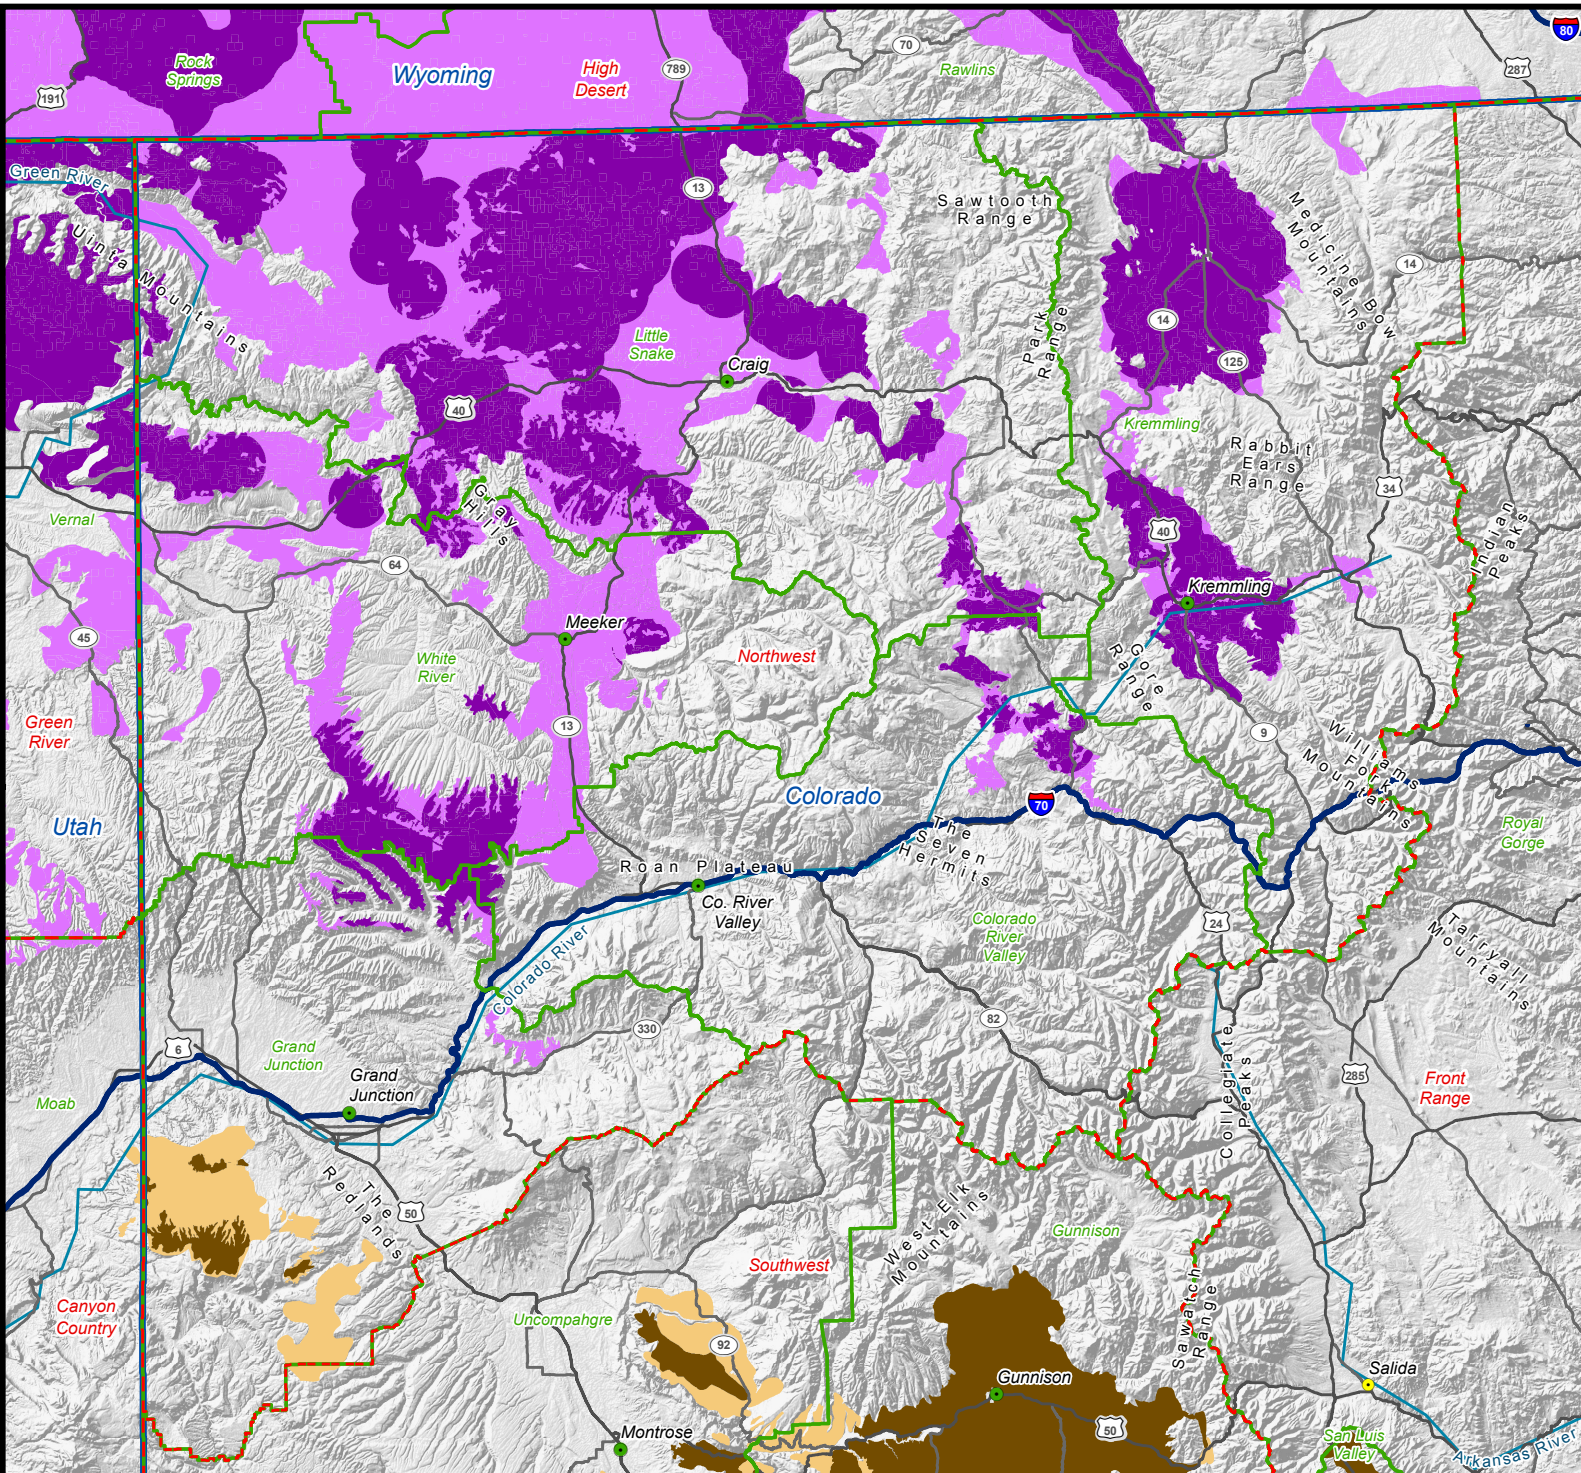 80
70
Rock
Springs
Wyoming
High
Desert
789
Rawlins
287
191
Green River
13
Sawtooth
Range
Medicine Bow
Mountains
Uinta Mountains
14
Little
Snake
Park
Range
14
Craig
125
40
Kremmling
Rabbit
Ears
Range
34
Gray
Hills
Vernal
Indian
Peaks
40
64
Kremmling
45
Meeker
White
River
Northwest
Gore
Range
Green
River
13
9
Williams
Fork
Mountains
Colorado
70
Utah
The
Seven
Hermits
Royal
Gorge
Roan Plateau
Co. River
Valley
Colorado
River
Valley
24
Tarryall
Mountains
Colorado River
82
330
6
Grand
Junction
Grand
Junction
Collegiate
Peaks
285
Front
Range
Moab
The
Redlands
50
West Elk
Mountains
Gunnison
Southwest
Sawatch
Range
Canyon
Country
Uncompahgre
92
Gunnison
Salida
50
Montrose
San Luis
Valley
Arkansas River